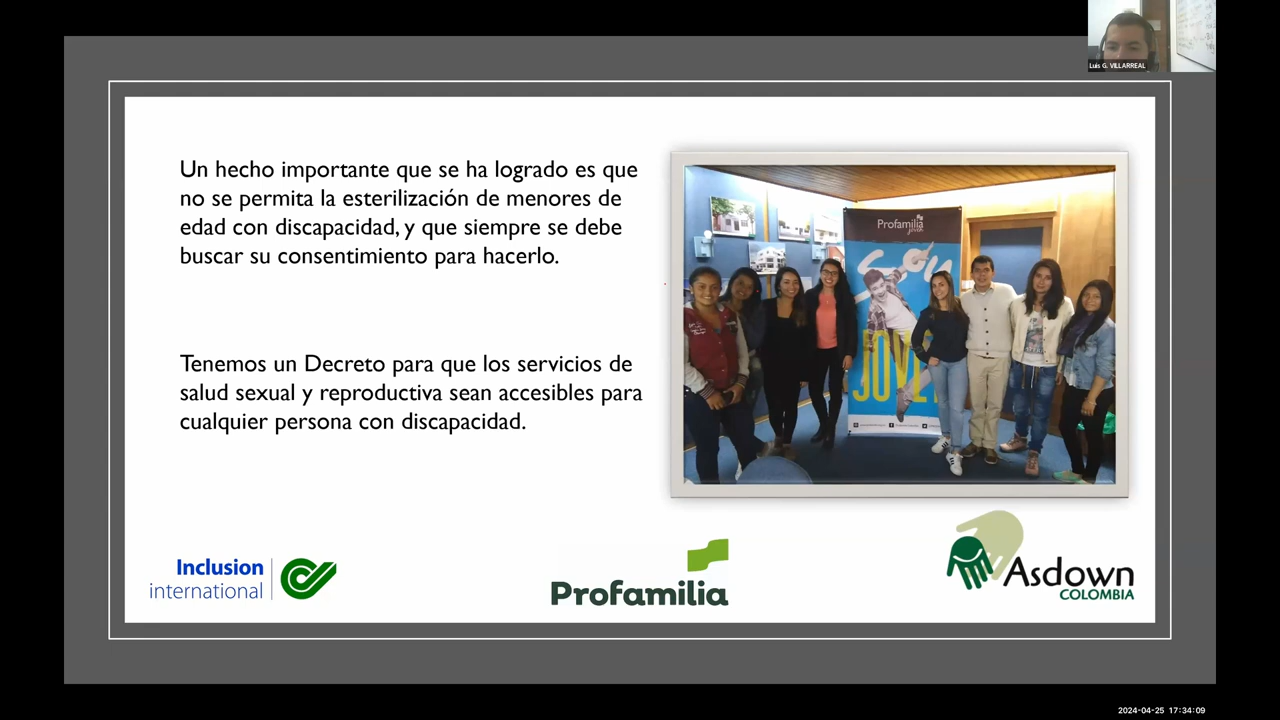 Luis G. VILLARREAL
Un hecho importante que se ha logrado es que
no se permita la esterilización de menores de
edad con discapacidad, y que siempre se debe
buscar su consentimiento para hacerlo.
Tenemos un Decreto para que los servicios de
salud sexual y reproductiva sean accesibles para
cualquier persona con discapacidad.
Profamilia
joven
Soy
JOVEN
Inclusion
international
Profamilia
Asdown
COLOMBIA
2024-04-25 17:34:09